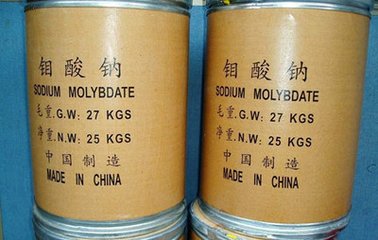 钼酸钠
SODIUM MOLYBDATE
毛重.G.W: 27 KGS
净重.N.W: 25 KGS
中国制造
MADE IN CHINA
钼酸钠
SODIUM MOLYBDATE
毛重.G.W: 27 KGS
净重.N.W: 25 KGS
中国制造
MADE IN CHINA